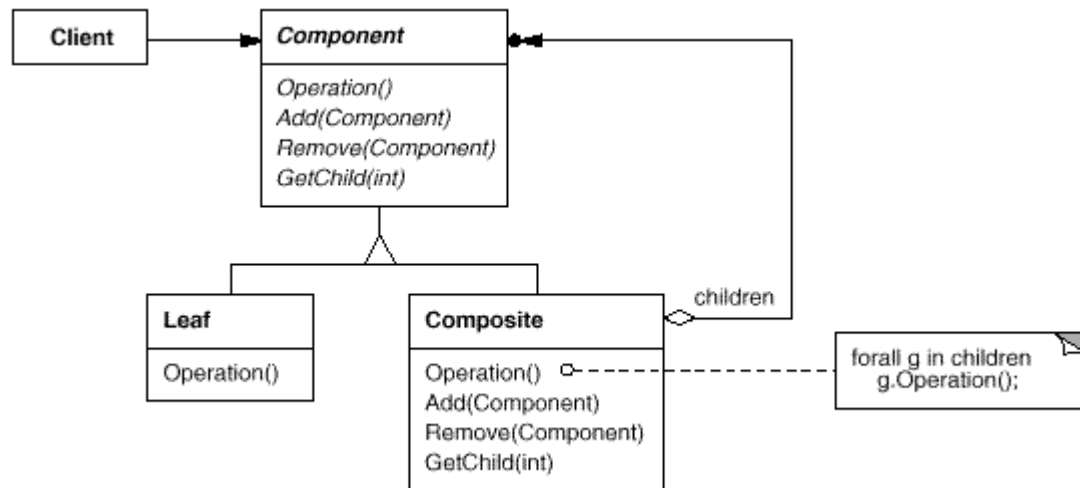 Client
Component
Operation()
Add(Component)
Remove(Component)
GetChild(int)
children
Leaf
Operation()
Composite
Operation()
Add(Component)
Remove(Component)
GetChild(int)
forall g in children
g.Operation();